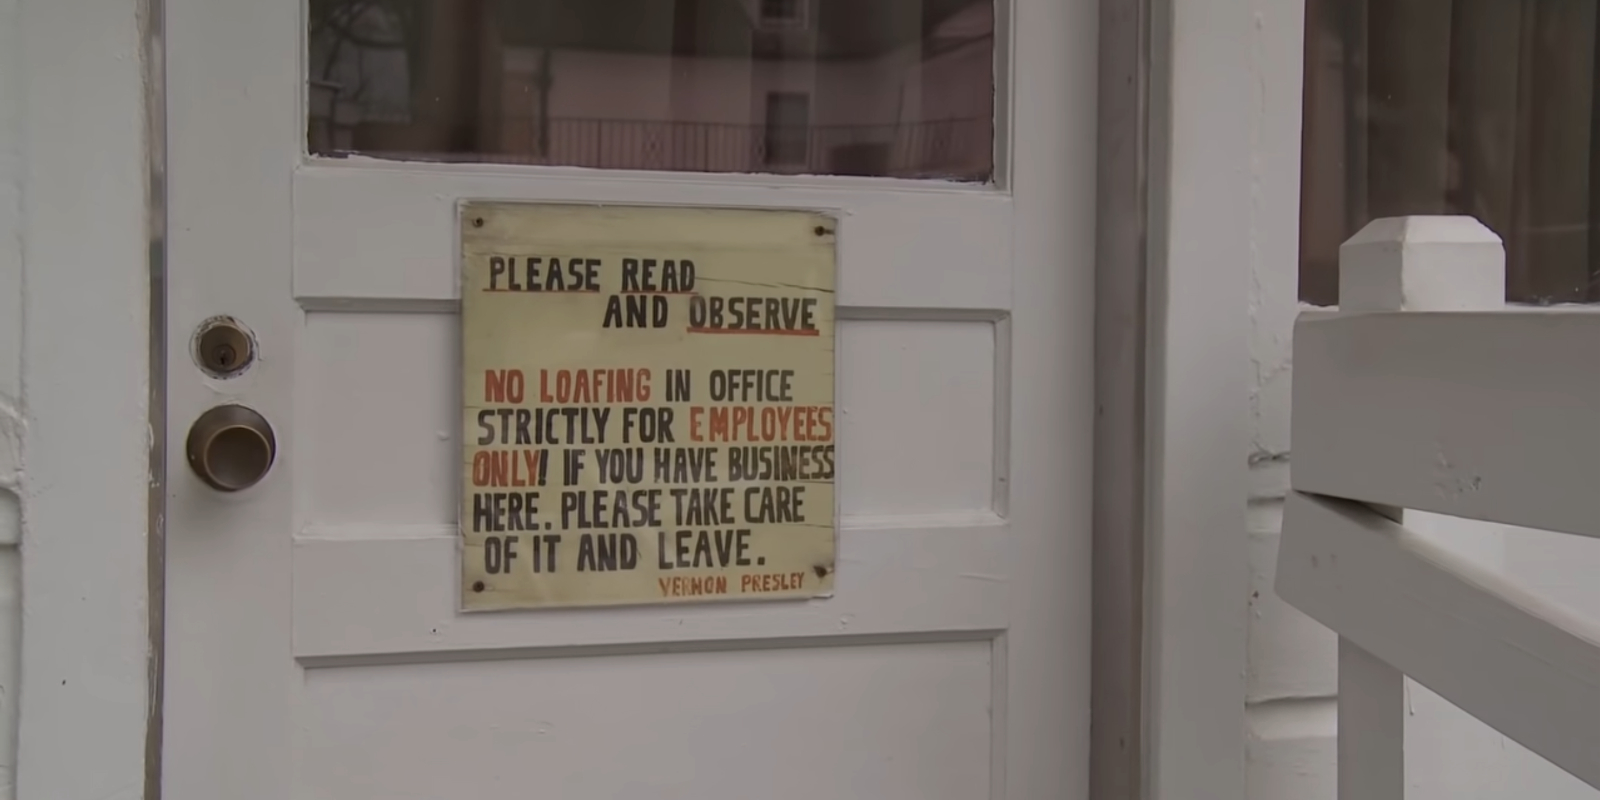 PLEASE READ
AND OBSERVE
NO LOAFING IN OFFICE
STRICTLY FOR EMPLOYEES
ONLY! IF YOU HAVE BUSINESS
HERE. PLEASE TAKE CARE
OF IT AND LEAVE.
VERNON PRESLEY